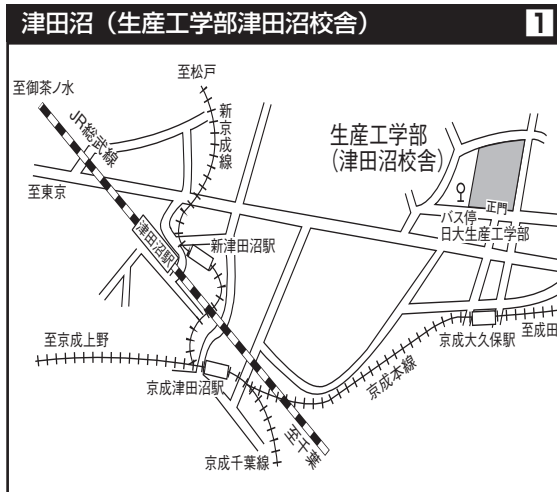 津田沼（生産工学部津田沼校舎）
1
至松戸
至御茶ノ水
新京成線
JR総武線
生産工学部
（津田沼校舎）
至東京
正門
バス停
日大生産工学部
津田沼駅
新津田沼駅
至京成上野
京成大久保駅
至成田
京成津田沼駅
京成本線
京成千葉線
至千葉